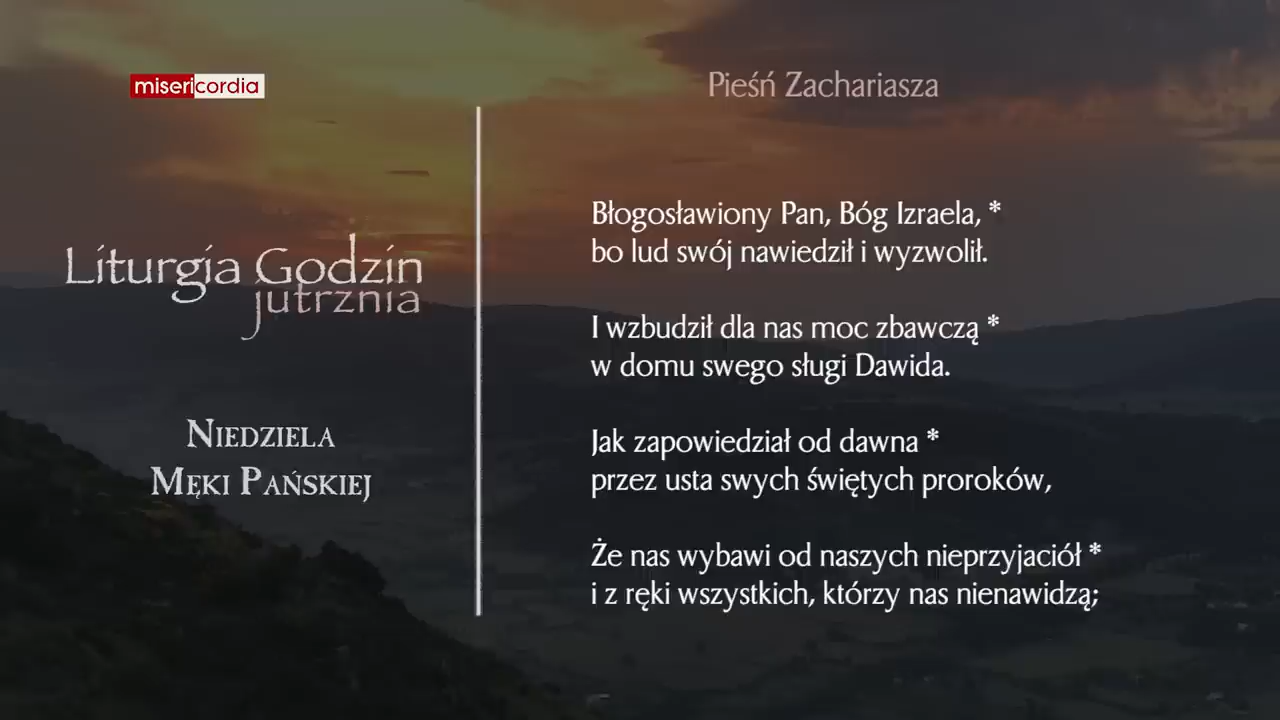 misericordia
Liturgia Godzin
jutrznia
Niedziela
Męki Pańskiej
Pieśń Zachariasza
Błogosławiony Pan, Bóg Izraela, *
bo lud swój nawiedził i wyzwolił.
I wzbudził dla nas moc zbawczą *
w domu swego sługi Dawida.
Jak zapowiedział od dawna *
przez usta swych świętych proroków,
Że nas wybawi od naszych nieprzyjaciół *
i z ręki wszystkich, którzy nas nienawidzą;